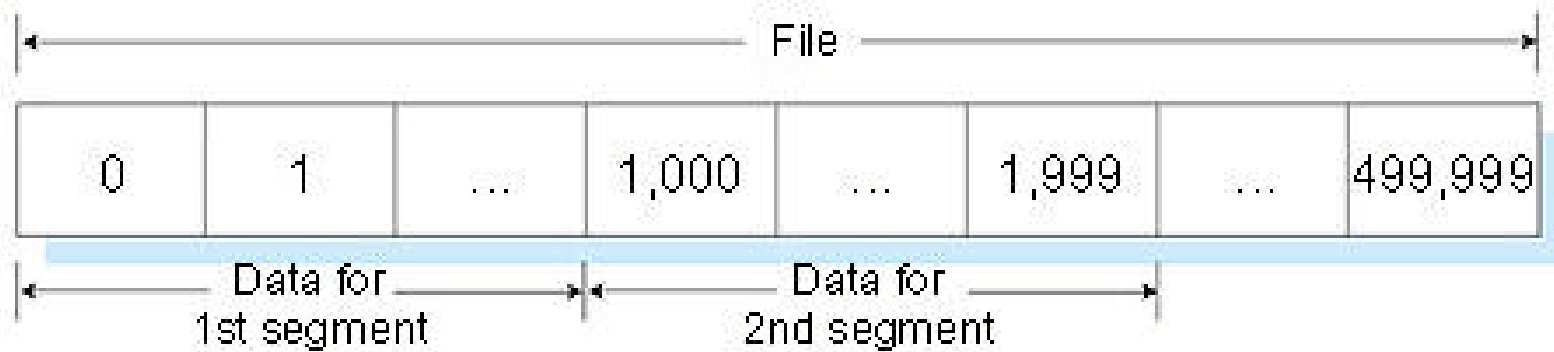 File
0 1 ... 1,000 ... 1,999 ... 499,999
Data for Data for
1st segment 2nd segment